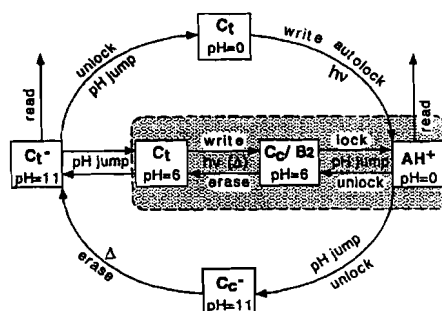 Ct
pH=0
unlock
pH jump
write autolock
hν
read
read
Ct-
pH=11
pH jump
Ct
pH=6
write
hν (Δ)
erase
Cc/ B2
pH=6
lock
pH jump
unlock
AH+
pH=0
Δ
erase
Cc-
pH=11
pH jump
unlock